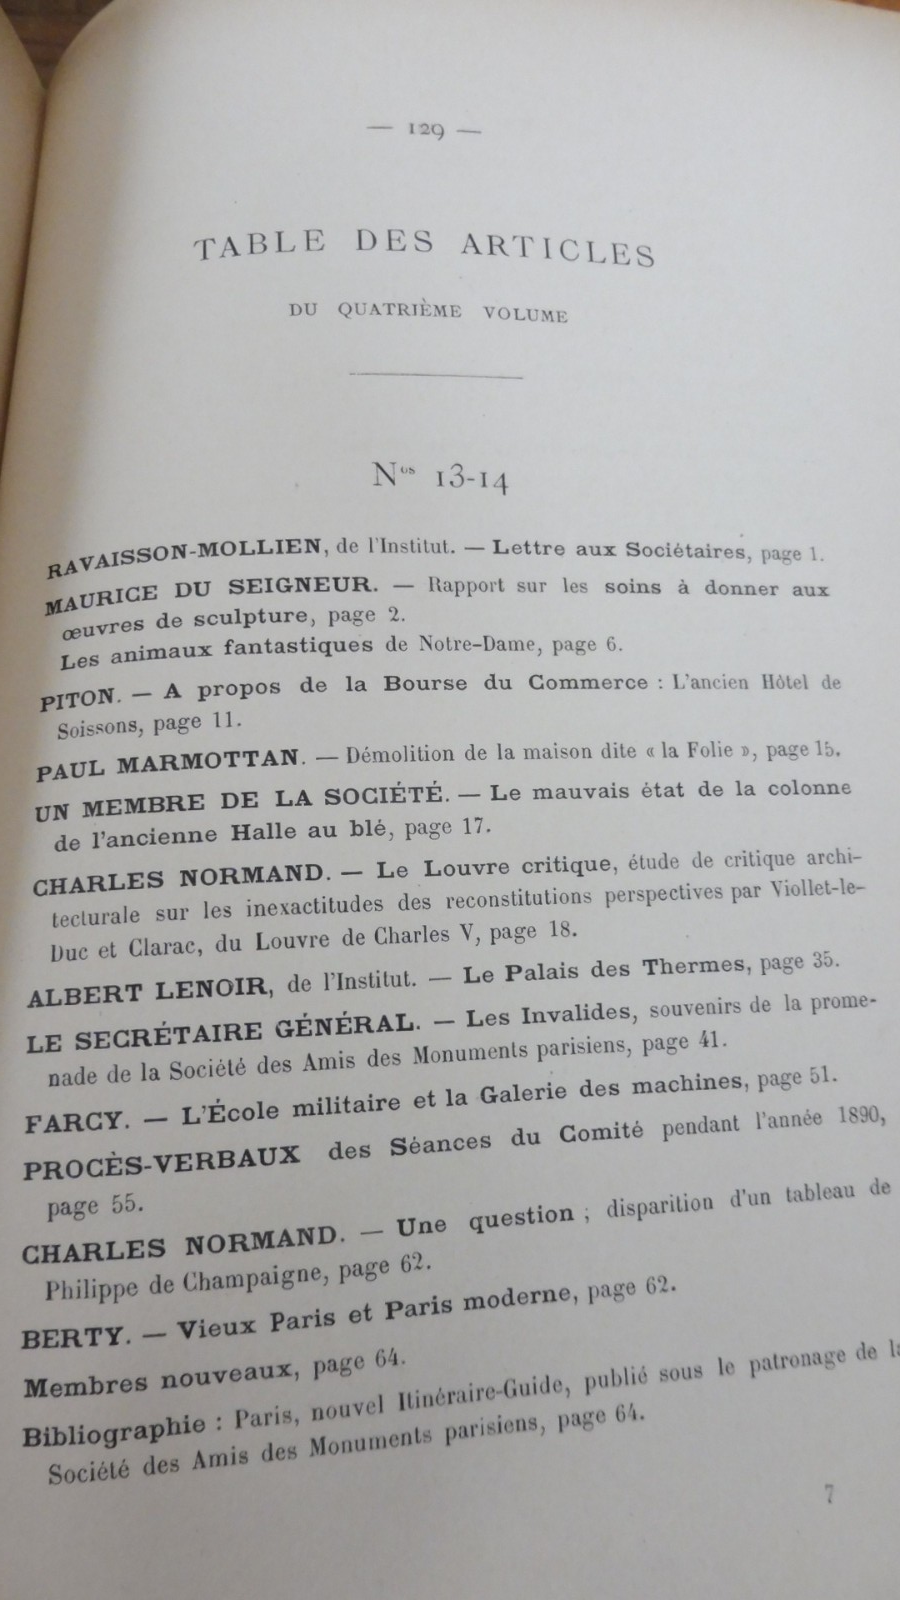 — 129 —
TABLE DES ARTICLES
DU QUATRIÈME VOLUME
Nos 13-14
RAVAISSON-MOLLIEN, de l'Institut. — Lettre aux Sociétaires, page 1.
MAURICE DU SEIGNEUR. — Rapport sur les soins à donner aux
œuvres de sculpture, page 2.
Les animaux fantastiques de Notre-Dame, page 6.
PITON. — A propos de la Bourse du Commerce : L'ancien Hôtel de
Soissons, page 11.
PAUL MARMOTTAN. — Démolition de la maison dite « la Folie », page 15.
UN MEMBRE DE LA SOCIÉTÉ. — Le mauvais état de la colonne
de l'ancienne Halle au blé, page 17.
CHARLES NORMAND. — Le Louvre critique, étude de critique archi-
tecturale sur les inexactitudes des reconstitutions perspectives par Viollet-le-
Duc et Clarac, du Louvre de Charles V, page 18.
ALBERT LENOIR, de l'Institut. — Le Palais des Thermes, page 35.
LE SECRÉTAIRE GÉNÉRAL. — Les Invalides, souvenirs de la prome-
nade de la Société des Amis des Monuments parisiens, page 41.
FARCY. — L'École militaire et la Galerie des machines, page 51.
PROCÈS-VERBAUX des Séances du Comité pendant l'année 1890,
page 55.
CHARLES NORMAND. — Une question ; disparition d'un tableau de
Philippe de Champaigne, page 62.
BERTY. — Vieux Paris et Paris moderne, page 62.
Membres nouveaux, page 64.
Bibliographie : Paris, nouvel Itinéraire-Guide, publié sous le patronage de la
Société des Amis des Monuments parisiens, page 64.
7